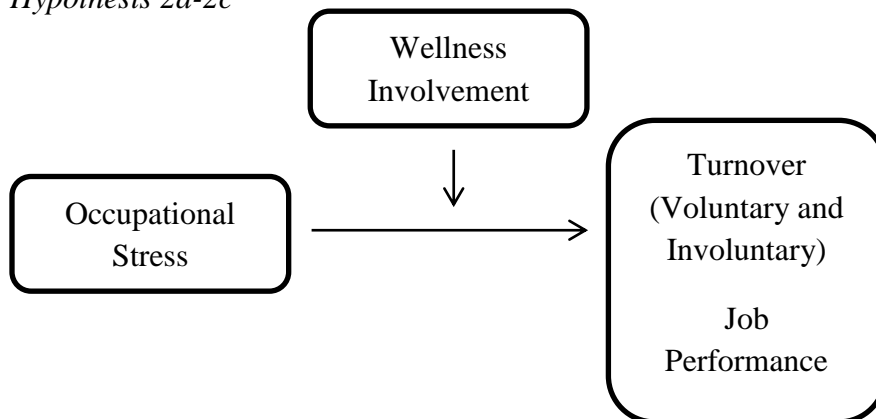 Hypothesis 2a-2c
Wellness
Involvement
Occupational
Stress
Turnover
(Voluntary and
Involuntary)
Job
Performance